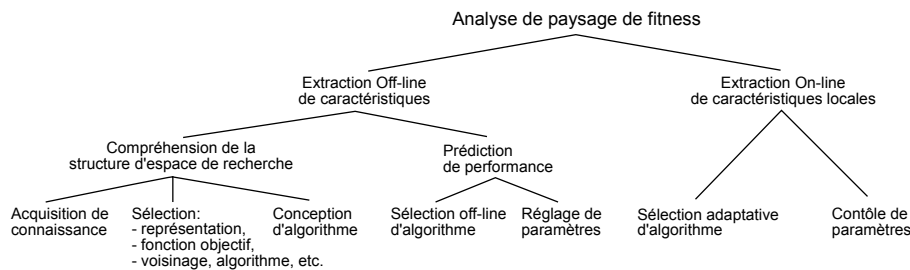 Analyse de paysage de fitness
Extraction Off-line
de caractéristiques
Extraction On-line
de caractéristiques locales
Compréhension de la
structure d'espace de recherche
Prédiction
de performance
Acquisition de
connaissance
Sélection:
- représentation,
- fonction objectif,
- voisinage, algorithme, etc.
Conception
d'algorithme
Sélection off-line
d'algorithme
Réglage de
paramètres
Sélection adaptative
d'algorithme
Contôle de
paramètres